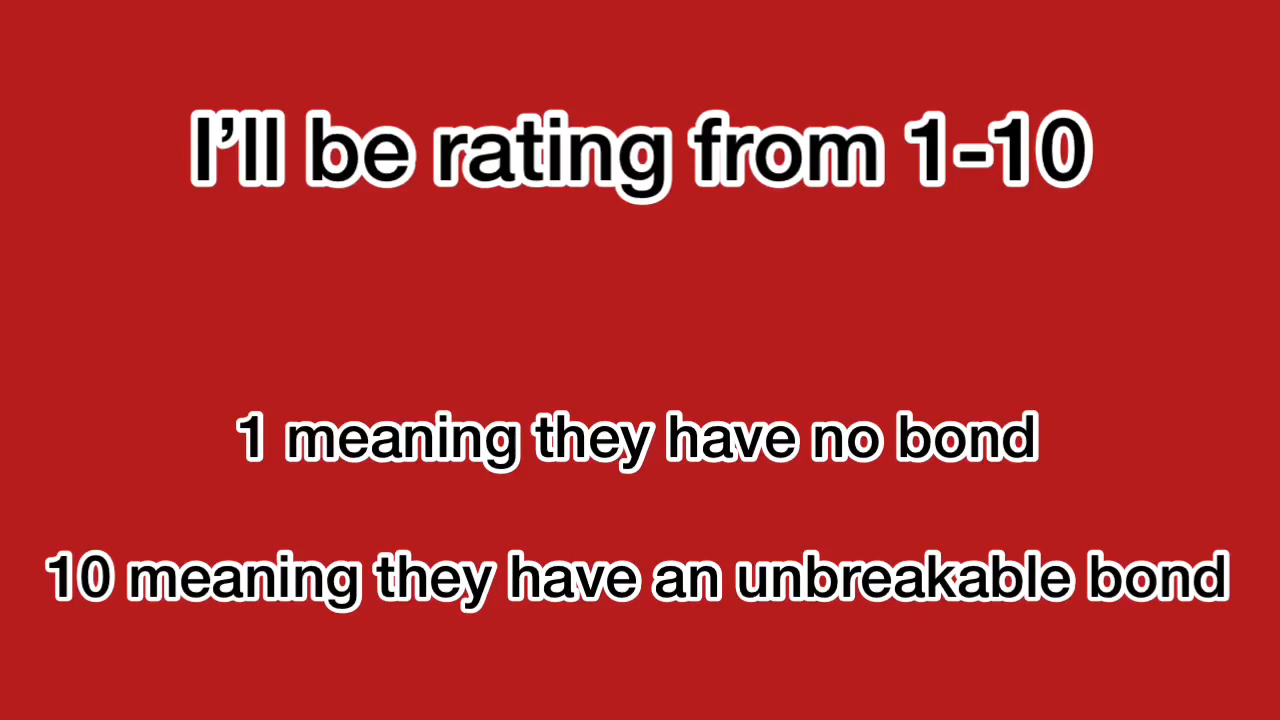 I’ll be rating from 1-10
1 meaning they have no bond
10 meaning they have an unbreakable bond